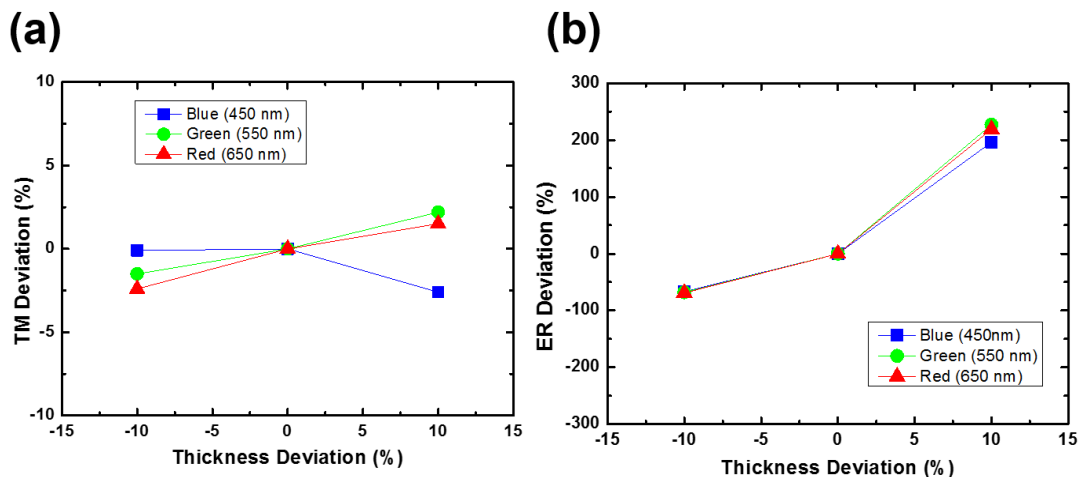 (a)
10
5
0
-5
-10
TM Deviation (%)
Blue (450 nm)
Green (550 nm)
Red (650 nm)
-15
-10
-5
0
5
10
15
Thickness Deviation (%)
(b)
300
200
100
0
-100
-200
-300
ER Deviation (%)
Blue (450nm)
Green (550 nm)
Red (650 nm)
-15
-10
-5
0
5
10
15
Thickness Deviation (%)